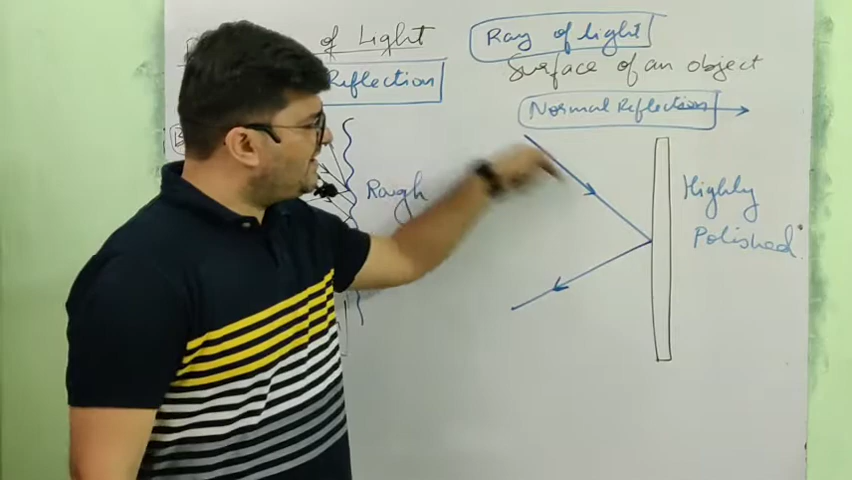 of Light
Reflection
Rough
Ray of light
Surface of an object
Normal Reflection
Highly
Polished